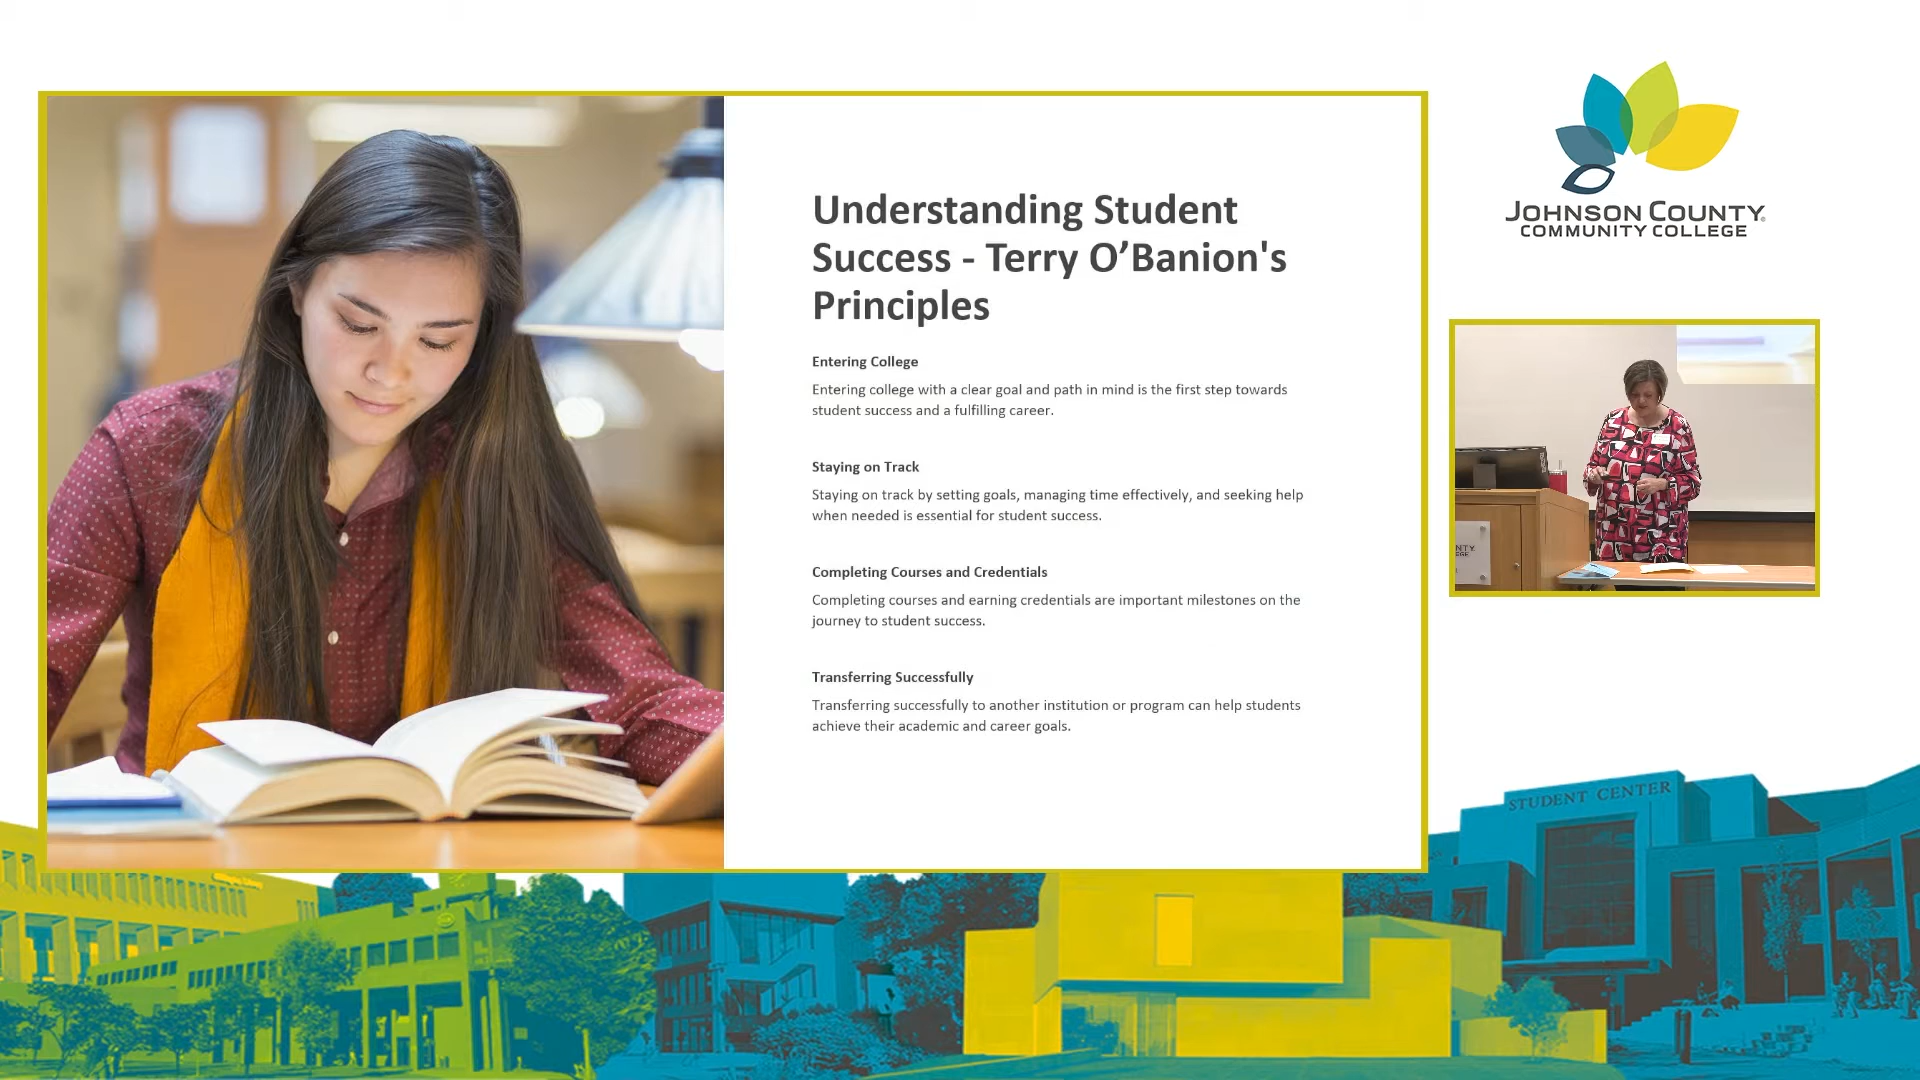 Understanding Student
Success - Terry O’Banion's
Principles
Entering College
Entering college with a clear goal and path in mind is the first step towards
student success and a fulfilling career.
Staying on Track
Staying on track by setting goals, managing time effectively, and seeking help
when needed is essential for student success.
Completing Courses and Credentials
Completing courses and earning credentials are important milestones on the
journey to student success.
Transferring Successfully
Transferring successfully to another institution or program can help students
achieve their academic and career goals.
JOHNSON COUNTY®
COMMUNITY COLLEGE
NTY
EGE
STUDENT CENTER